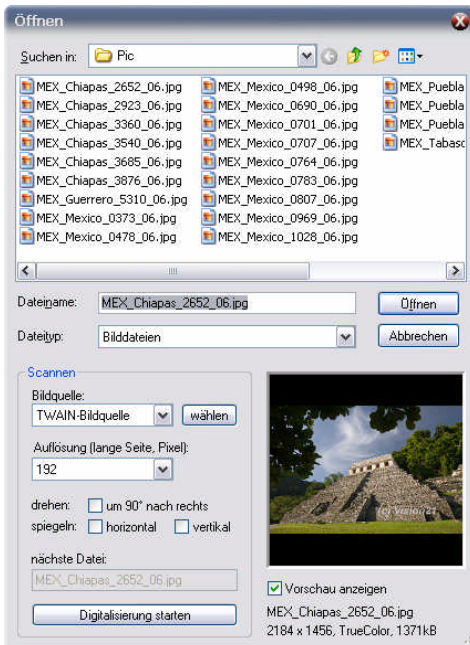 Öffnen
Suchen in: Pic
MEX_Chiapas_2652_06.jpg
MEX_Chiapas_2923_06.jpg
MEX_Chiapas_3360_06.jpg
MEX_Chiapas_3540_06.jpg
MEX_Chiapas_3685_06.jpg
MEX_Chiapas_3876_06.jpg
MEX_Guerrero_5310_06.jpg
MEX_Mexico_0373_06.jpg
MEX_Mexico_0478_06.jpg
MEX_Mexico_0498_06.jpg
MEX_Mexico_0690_06.jpg
MEX_Mexico_0701_06.jpg
MEX_Mexico_0707_06.jpg
MEX_Mexico_0764_06.jpg
MEX_Mexico_0783_06.jpg
MEX_Mexico_0807_06.jpg
MEX_Mexico_0969_06.jpg
MEX_Mexico_1028_06.jpg
MEX_Puebla
MEX_Puebla
MEX_Puebla
MEX_Tabasc
Dateiname: MEX_Chiapas_2652_06.jpg Öffnen
Dateityp: Bilddateien Abbrechen
Scannen
Bildquelle:
TWAIN-Bildquelle wählen
Auflösung (lange Seite, Pixel):
192
drehen: um 90° nach rechts
spiegeln: horizontal vertikal
nächste Datei:
MEX_Chiapas_2652_06.jpg
Digitalisierung starten
(c) Vision21
Vorschau anzeigen
MEX_Chiapas_2652_06.jpg
2184 x 1456, TrueColor, 1371kB